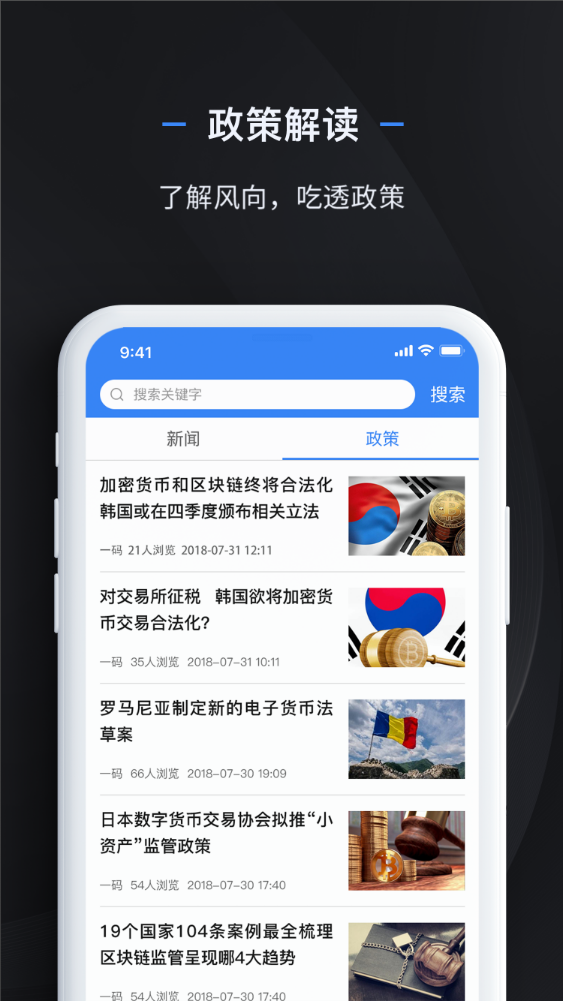 政策解读
了解风向，吃透政策
9:41
搜索关键字
搜索
新闻
政策
加密货币和区块链终将合法化
韩国或在四季度颁布相关立法
一码 21人浏览 2018-07-31 12:11
对交易所征税 韩国欲将加密货
币交易合法化?
一码 35人浏览 2018-07-31 10:11
罗马尼亚制定新的电子货币法
草案
一码 66人浏览 2018-07-30 19:09
日本数字货币交易协会拟推“小
资产”监管政策
一码 54人浏览 2018-07-30 17:40
19个国家104条案例最全梳理
区块链监管呈现哪4大趋势
一码 54人浏览 2018-07-30 17:40